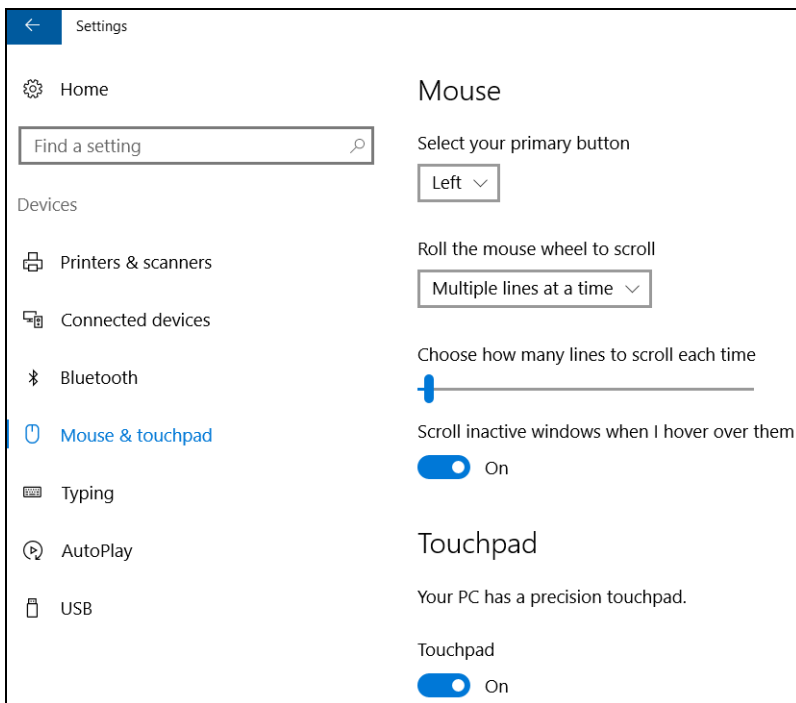 Settings
Home
Find a setting
Devices
Printers & scanners
Connected devices
Bluetooth
Mouse & touchpad
Typing
AutoPlay
USB
Mouse
Select your primary button
Left
Roll the mouse wheel to scroll
Multiple lines at a time
Choose how many lines to scroll each time
Scroll inactive windows when I hover over them
On
Touchpad
Your PC has a precision touchpad.
Touchpad
On